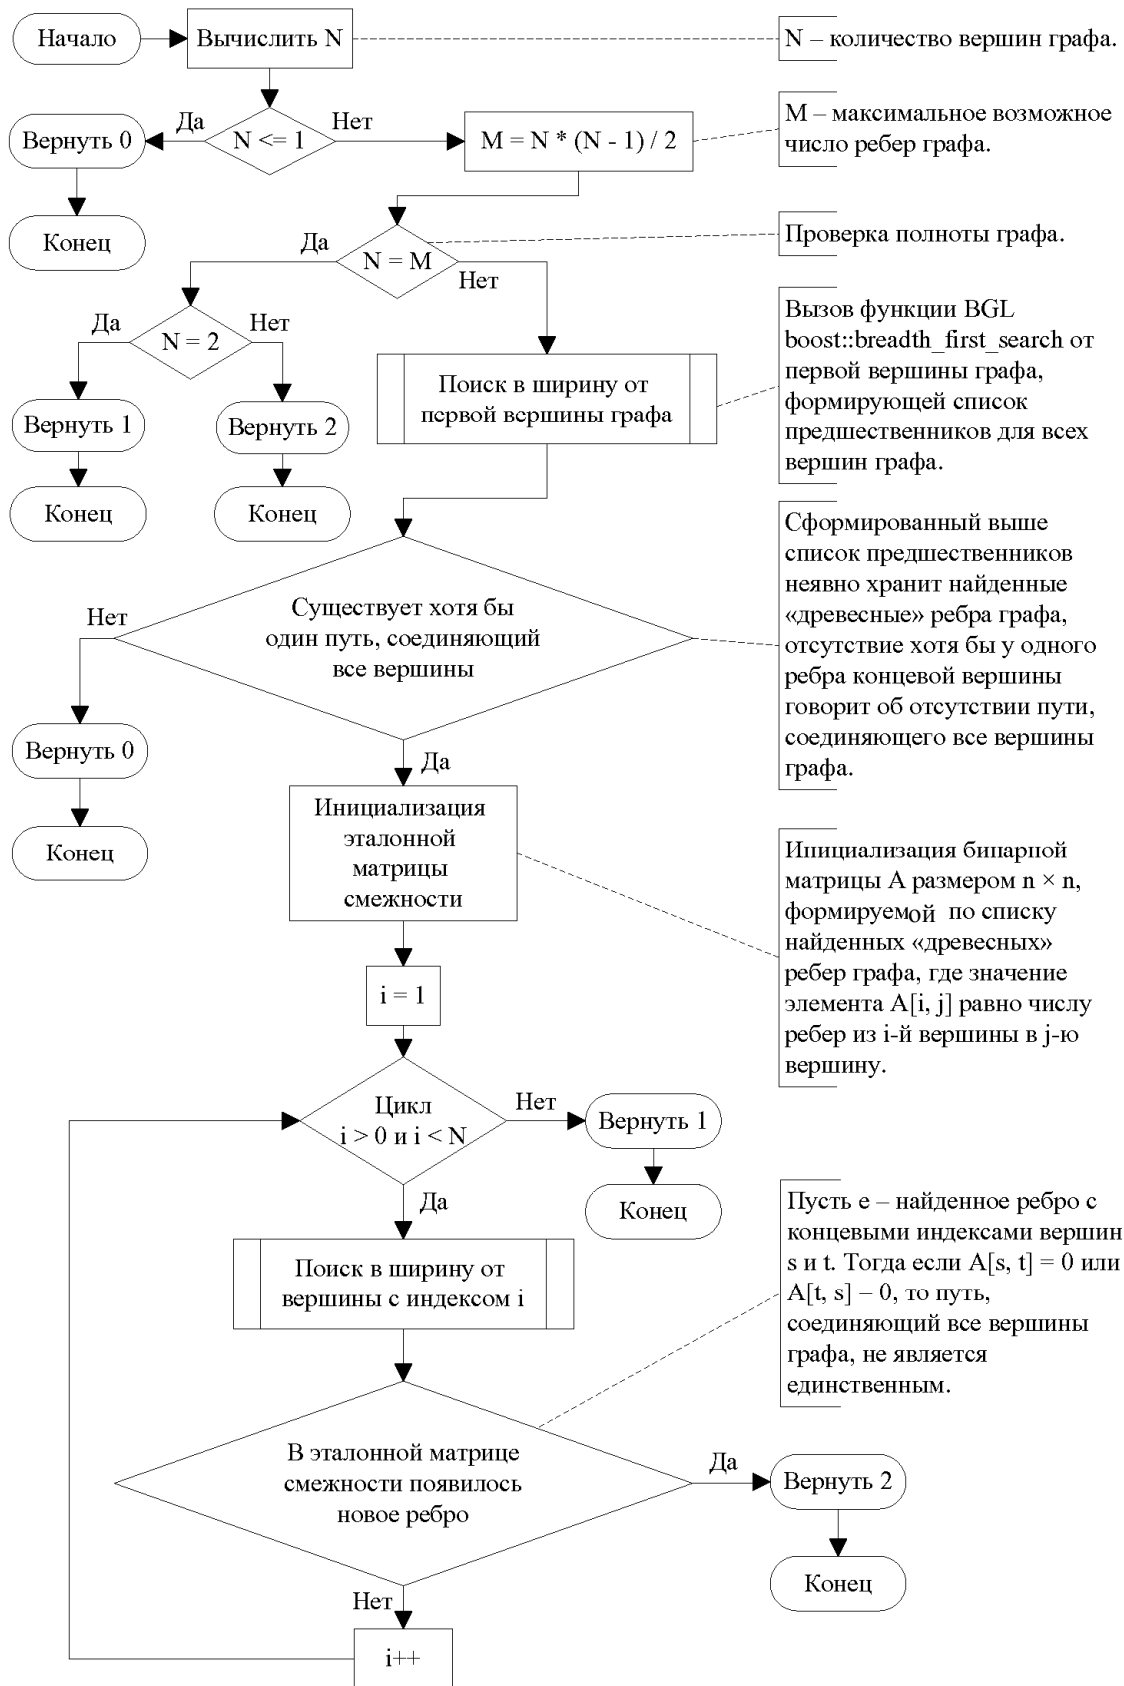 Начало
Вычислить N
N – количество вершин графа.
Да
Нет
Вернуть 0
N <= 1
M = N * (N - 1) / 2
M – максимальное возможное
число ребер графа.
Конец
Да
N = M
Нет
Проверка полноты графа.
Да
Нет
N = 2
Вернуть 1
Вернуть 2
Конец
Конец
Поиск в ширину от
первой вершины графа
Вызов функции BGL
boost::breadth_first_search от
первой вершины графа,
формирующей список
предшественников для всех
вершин графа.
Нет
Существует хотя бы
один путь, соединяющий
все вершины
Сформированный выше
список предшественников
неявно хранит найденные
«древесные» ребра графа,
отсутствие хотя бы у одного
ребра концевой вершины
говорит об отсутствии пути,
соединяющего все вершины
графа.
Вернуть 0
Конец
Да
Инициализация
эталонной
матрицы
смежности
Инициализация бинарной
матрицы A размером n × n,
формируемой по списку
найденных «древесных»
ребер графа, где значение
элемента A[i, j] равно числу
ребер из i-й вершины в j-ю
вершину.
i = 1
Цикл
i > 0 и i < N
Нет
Вернуть 1
Конец
Да
Поиск в ширину от
вершины с индексом i
Пусть e – найденное ребро с
концевыми индексами вершин
s и t. Тогда если A[s, t] = 0 или
A[t, s] – 0, то путь,
соединяющий все вершины
графа, не является
единственным.
В эталонной матрице
смежности появилось
новое ребро
Да
Вернуть 2
Конец
Нет
i++